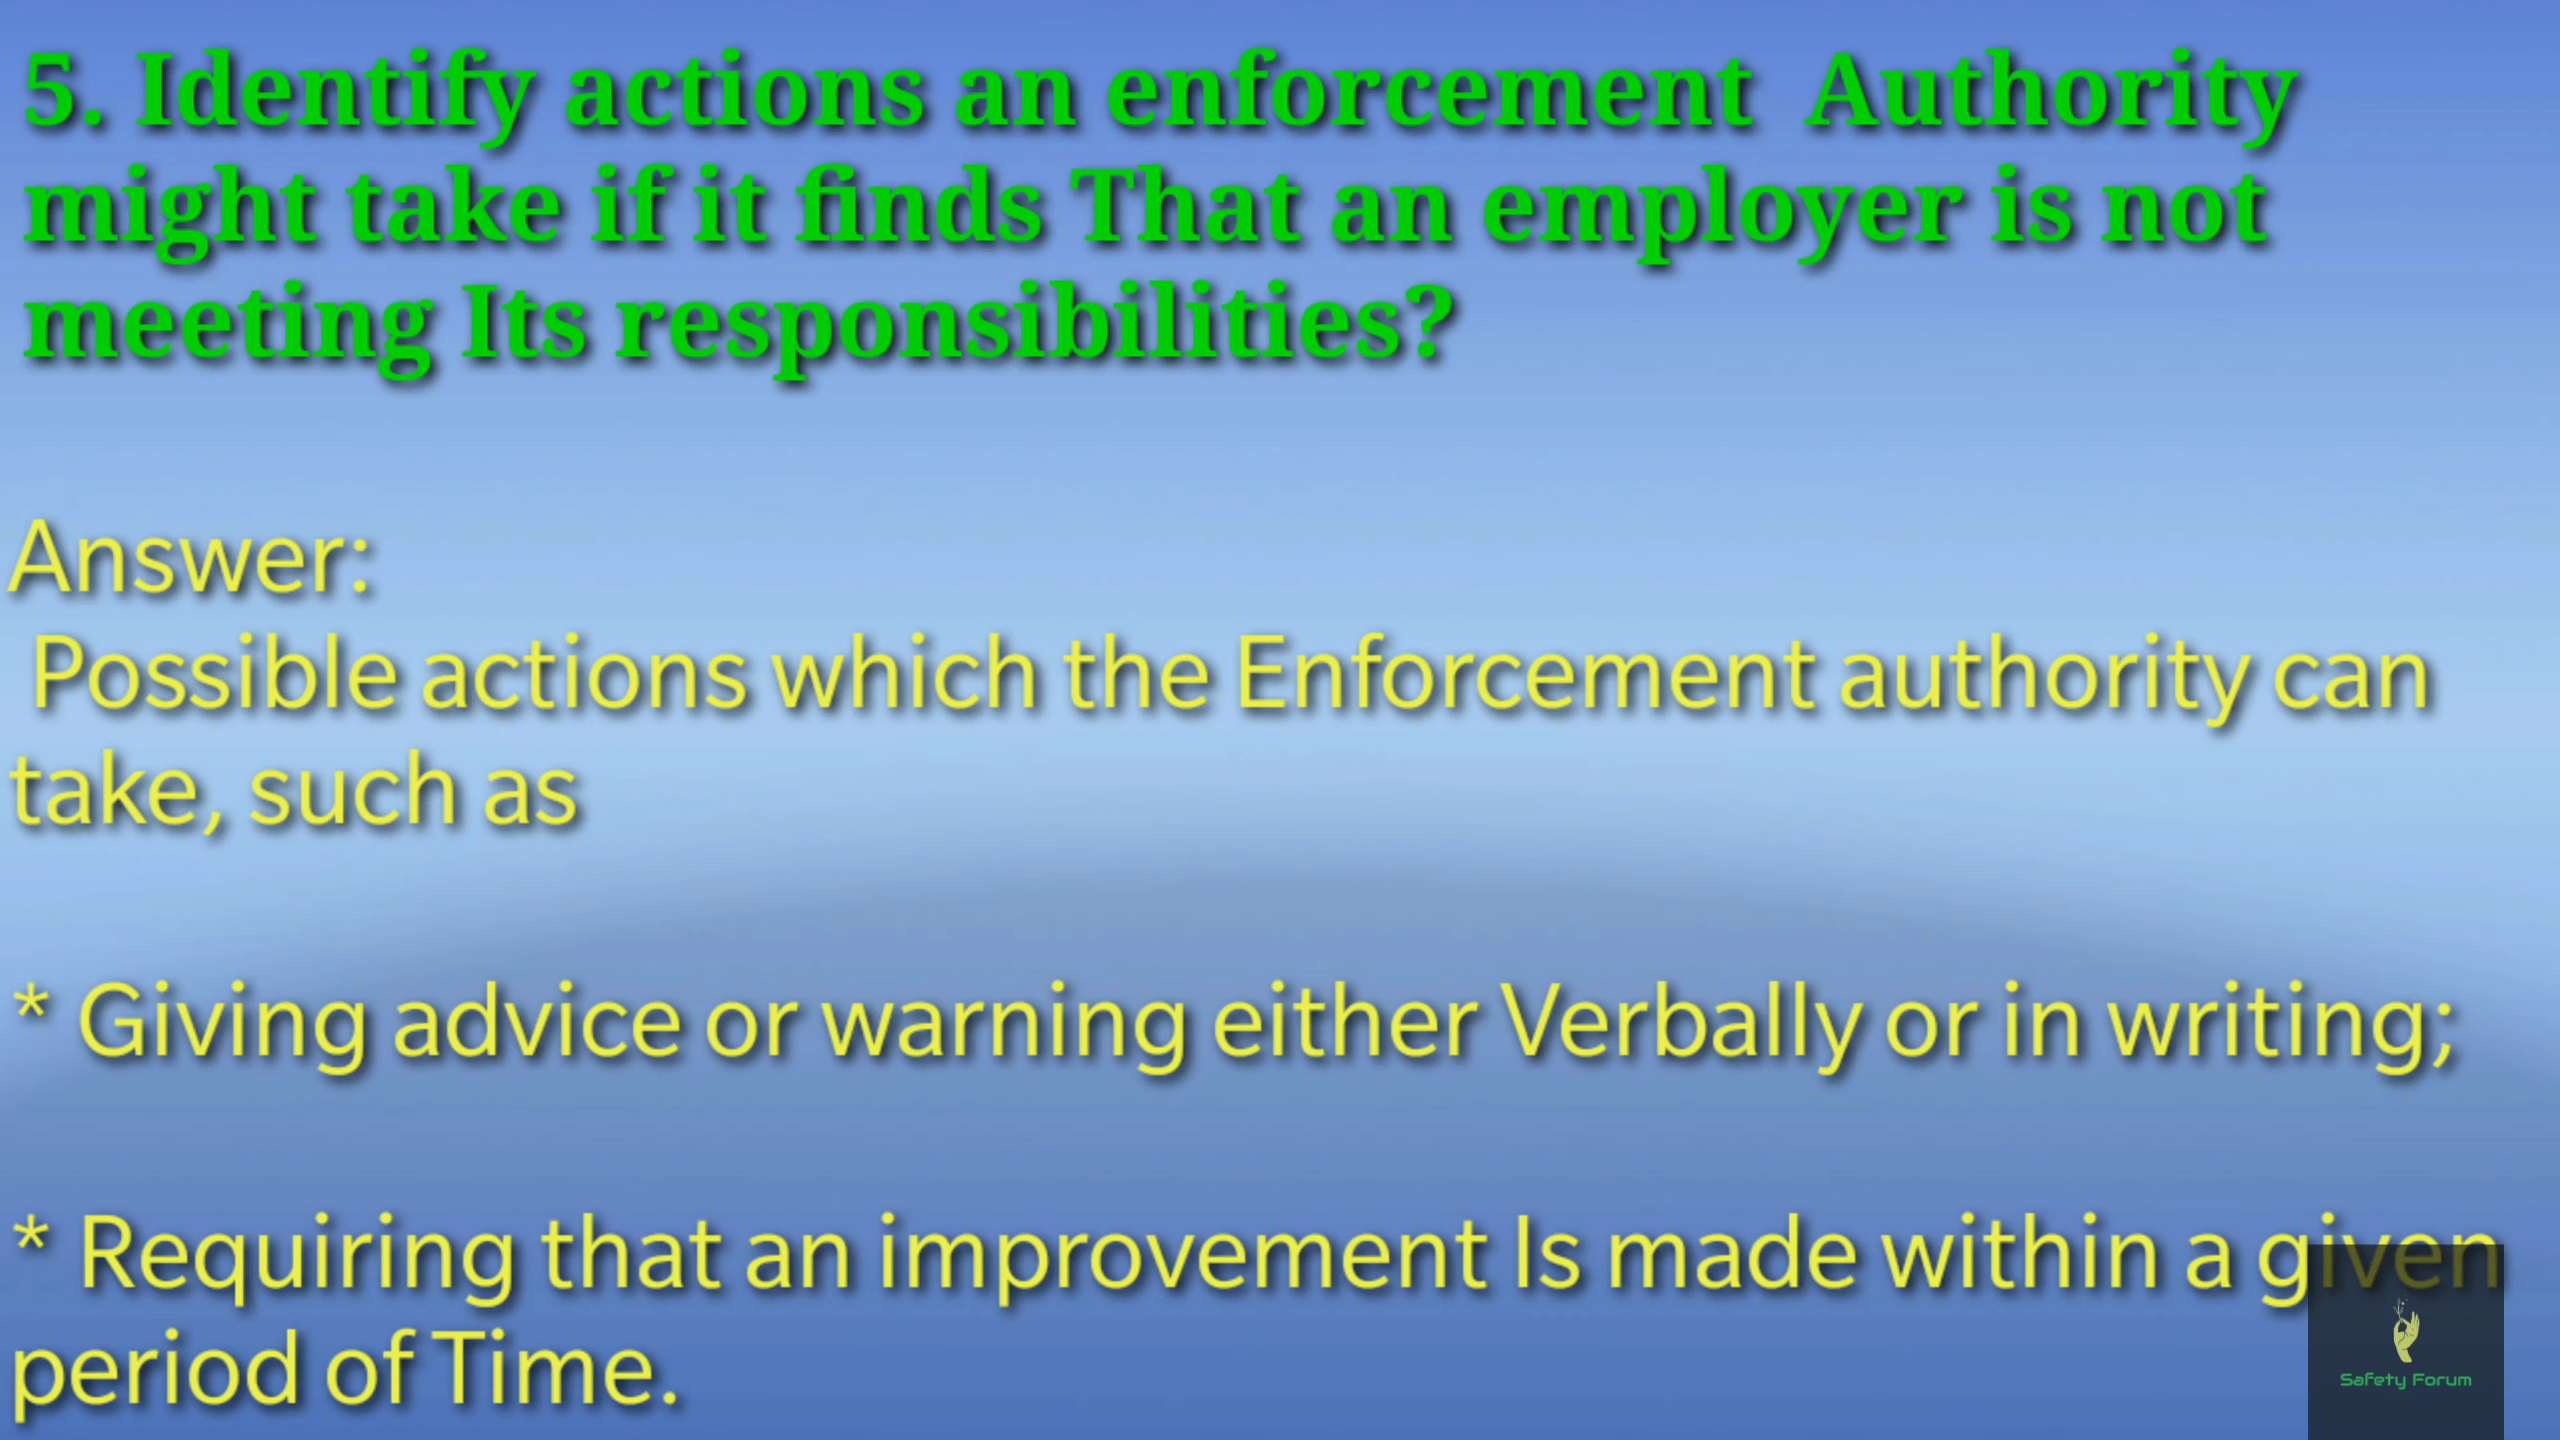 5. Identify actions an enforcement Authority
might take if it finds That an employer is not
meeting Its responsibilities?
Answer:
Possible actions which the Enforcement authority can
take, such as
* Giving advice or warning either Verbally or in writing;
* Requiring that an improvement Is made within a given
period of Time.
Safety Forum